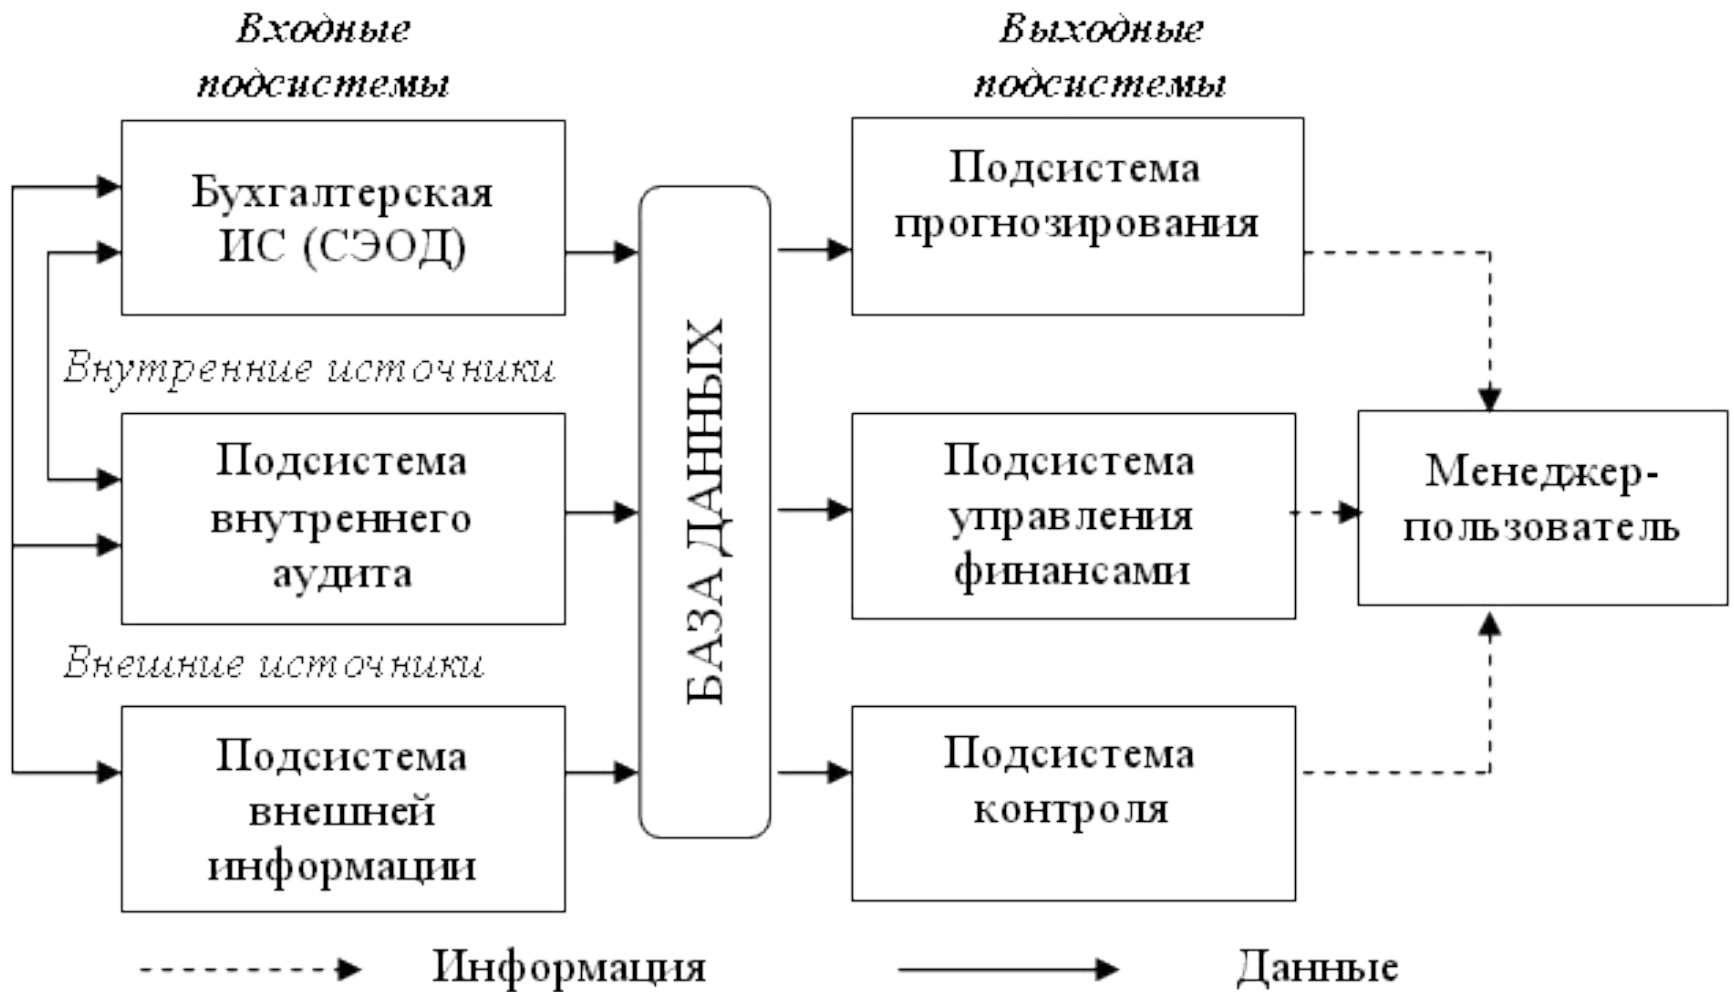 Входные
подсистемы
Выходные
подсистемы
Бухгалтерская
ИС (СЭОД)
Подсистема
прогнозирования
Внутренние источники
БАЗА ДАННЫХ
Подсистема
внутреннего
аудита
Подсистема
управления
финансами
Менеджер-
пользователь
Внешние источники
Подсистема
внешней
информации
Подсистема
контроля
Информация
Данные